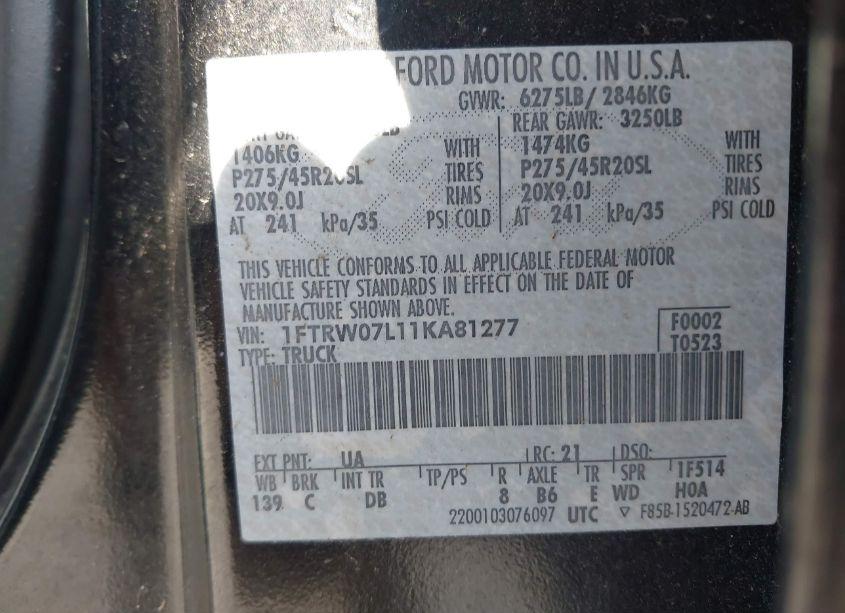 FORD MOTOR CO. IN U.S.A.
GVWR: 6275LB/ 2846KG
REAR GAWR: 3250LB
1406KG WITH 1474KG WITH
P275/45R20SL TIRES P275/45R20SL TIRES
20X9.0J RIMS 20X9.0J RIMS
AT 241 kPa/35 PSI COLD AT 241 kPa/35 PSI COLD
THIS VEHICLE CONFORMS TO ALL APPLICABLE FEDERAL MOTOR
VEHICLE SAFETY STANDARDS IN EFFECT ON THE DATE OF
MANUFACTURE SHOWN ABOVE.
VIN: 1FTRW07L11KA81277 F0002
TYPE: TRUCK T0523
EXT PNT: UA RC: 21 DSO:
WB BRK INT TR TP/PS R AXLE TR SPR 1F514
139 C DB 8 B6 E WD H0A
2200103076097 UTC ▽ F85B-1520472-AB